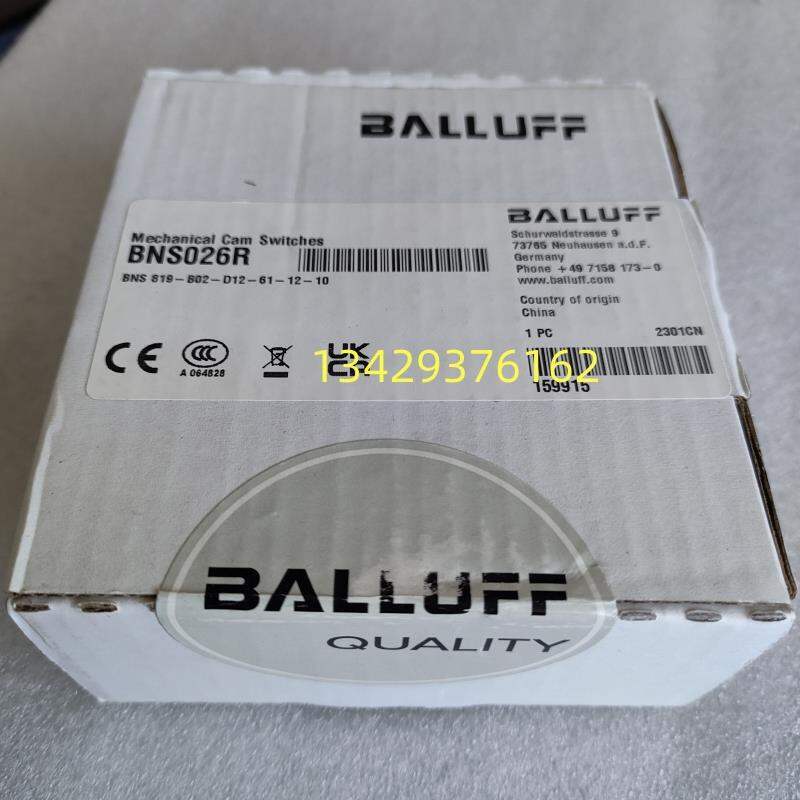 BALLUFF
Mechanical Cam Switches
BNS026R
BNS 819-B02-D12-61-12-10
BALLUFF
Schurwaldstrasse 9
73765 Neuhausen a.d.F.
Germany
Phone +49 7158 173-0
www.balluff.com
Country of origin
China
1 PC 2301CN
CE CCC UK CA
A 064828
13429376162
159915
BALLUFF
QUALITY